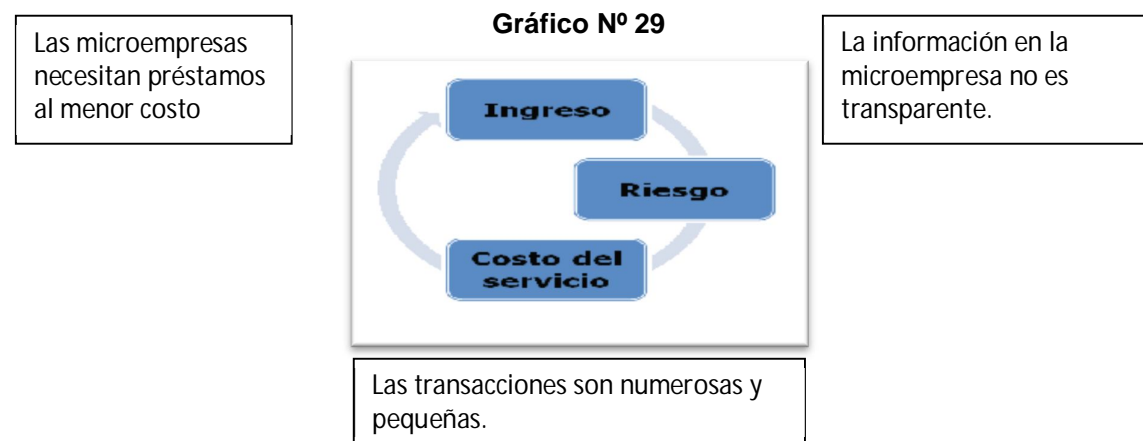 Gráfico Nº 29
Las microempresas
necesitan préstamos
al menor costo
La información en la
microempresa no es
transparente.
Ingreso
Riesgo
Costo del
servicio
Las transacciones son numerosas y
pequeñas.